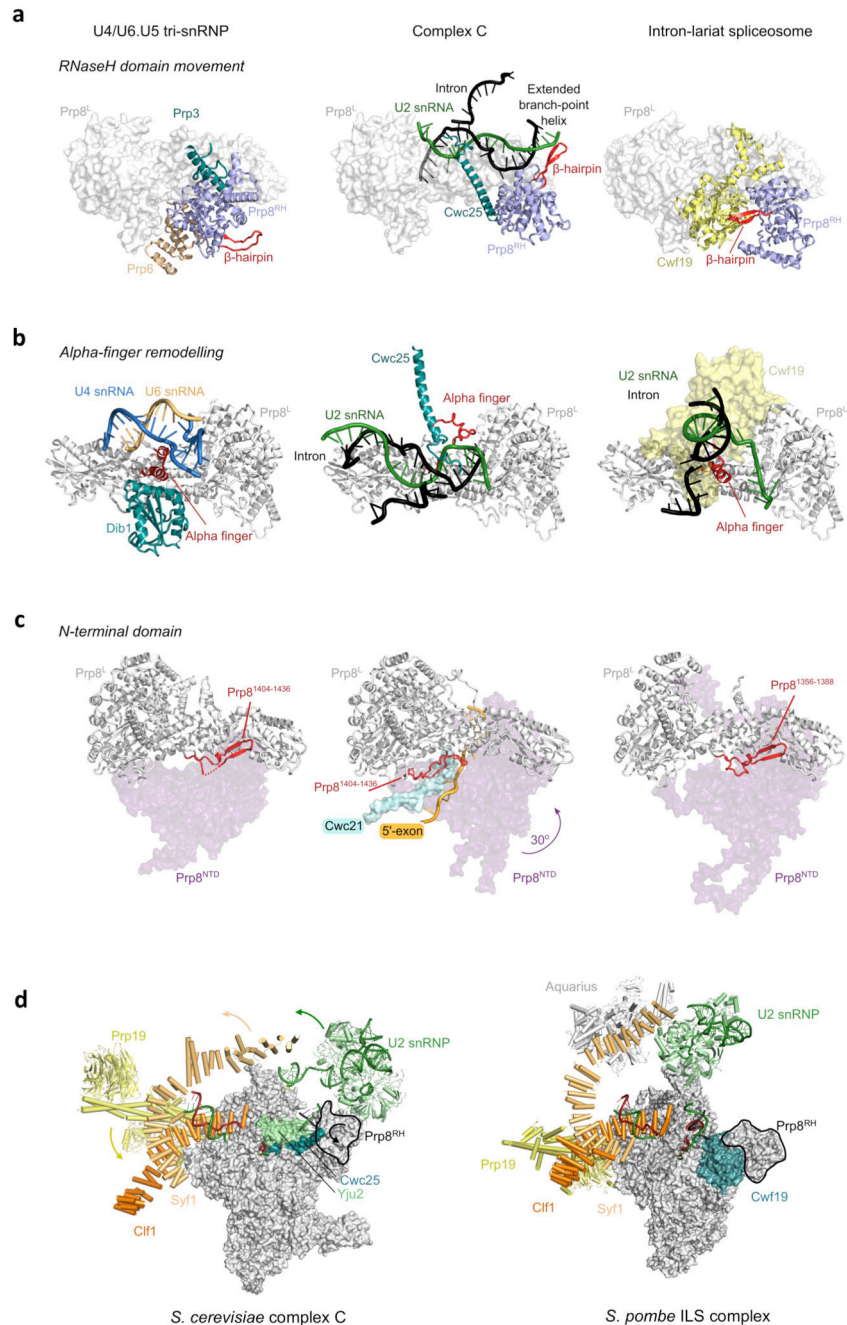 a
U4/U6.U5 tri-snRNP
Complex C
Intron-lariat spliceosome
RNaseH domain movement
Prp8L
Prp3
Prp8RH
β-hairpin
Prp6
Prp8L
Intron
U2 snRNA
Extended
branch-point
helix
β-hairpin
Cwc25
Prp8RH
Prp8L
Prp8RH
Cwf19
β-hairpin
b
Alpha-finger remodelling
U4 snRNA
U6 snRNA
Prp8L
Dib1
Alpha finger
Cwc25
Alpha finger
U2 snRNA
Prp8L
Intron
Cwf19
U2 snRNA
Intron
Prp8L
Alpha finger
c
N-terminal domain
Prp8L
Prp81404-1436
Prp8NTD
Prp8L
Prp81404-1436
Cwc21
5'-exon
30o
Prp8NTD
Prp8L
Prp81356-1388
Prp8NTD
d
Prp19
U2 snRNP
Prp8RH
Cwc25
Yju2
Syf1
Clf1
S. cerevisiae complex C
Aquarius
U2 snRNP
Prp8RH
Prp19
Clf1
Syf1
Cwf19
S. pombe ILS complex